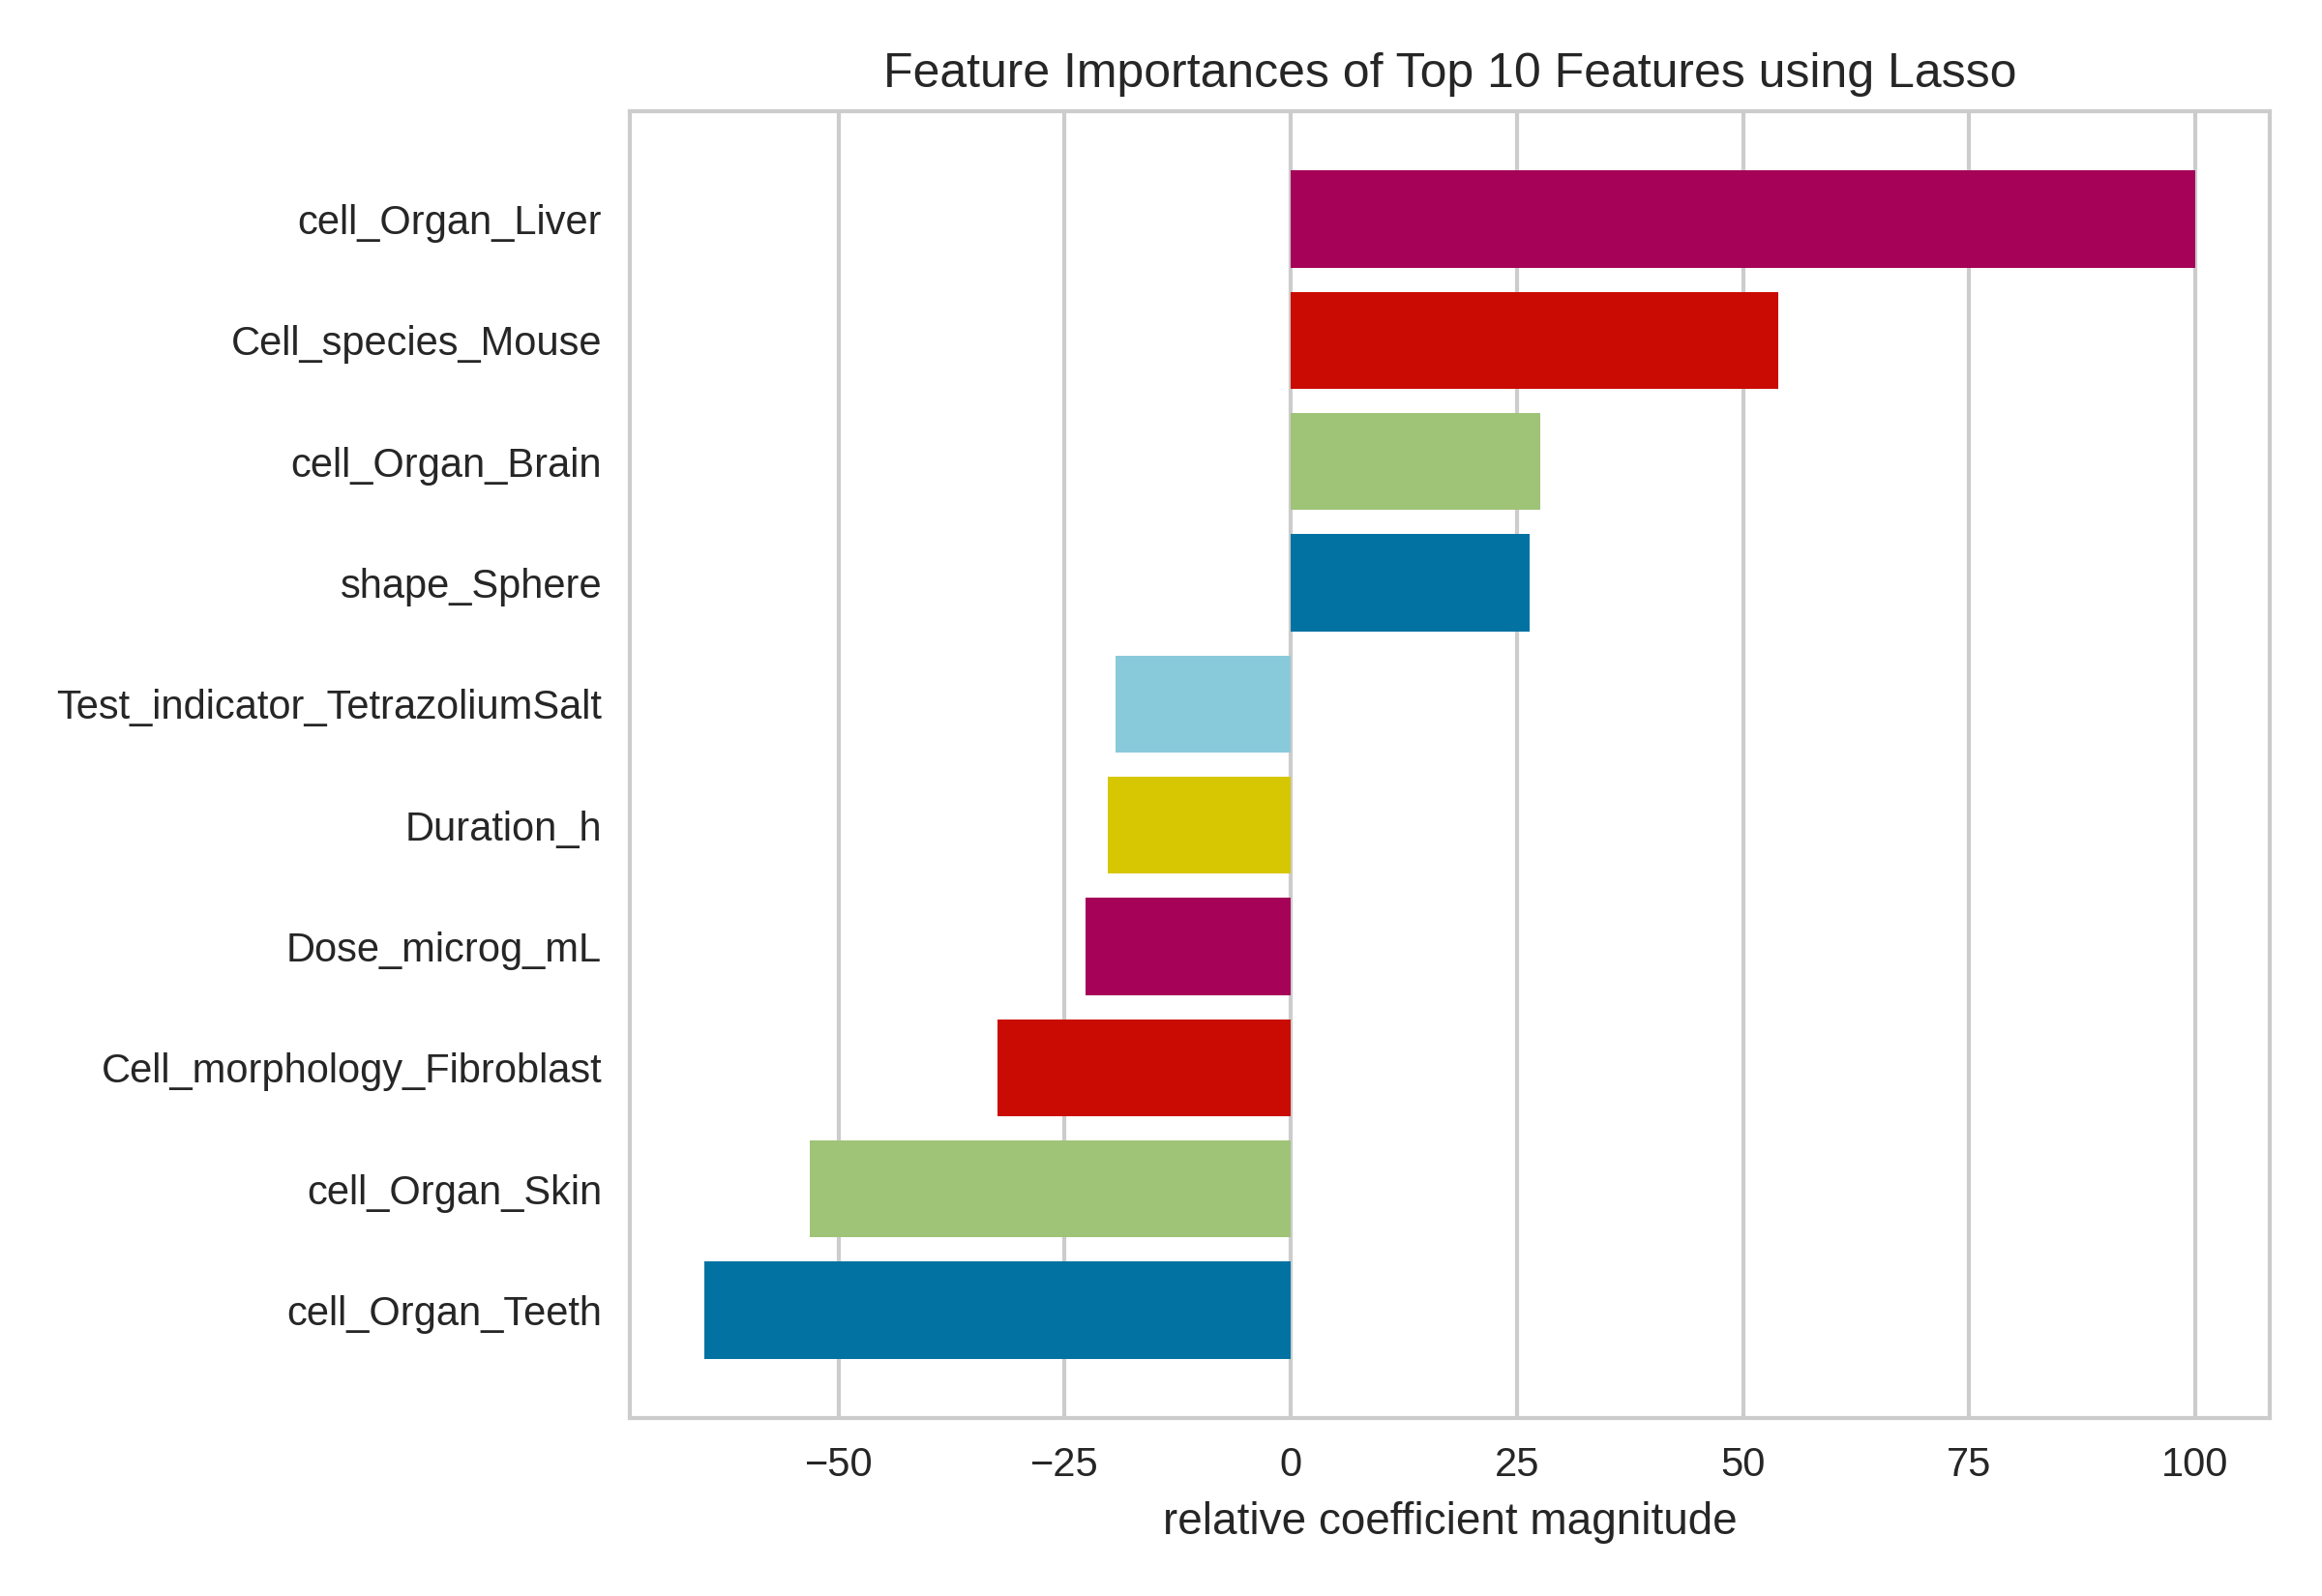 Feature Importances of Top 10 Features using Lasso
cell_Organ_Liver
Cell_species_Mouse
cell_Organ_Brain
shape_Sphere
Test_indicator_TetrazoliumSalt
Duration_h
Dose_microg_mL
Cell_morphology_Fibroblast
cell_Organ_Skin
cell_Organ_Teeth
−50 −25 0 25 50 75 100
relative coefficient magnitude